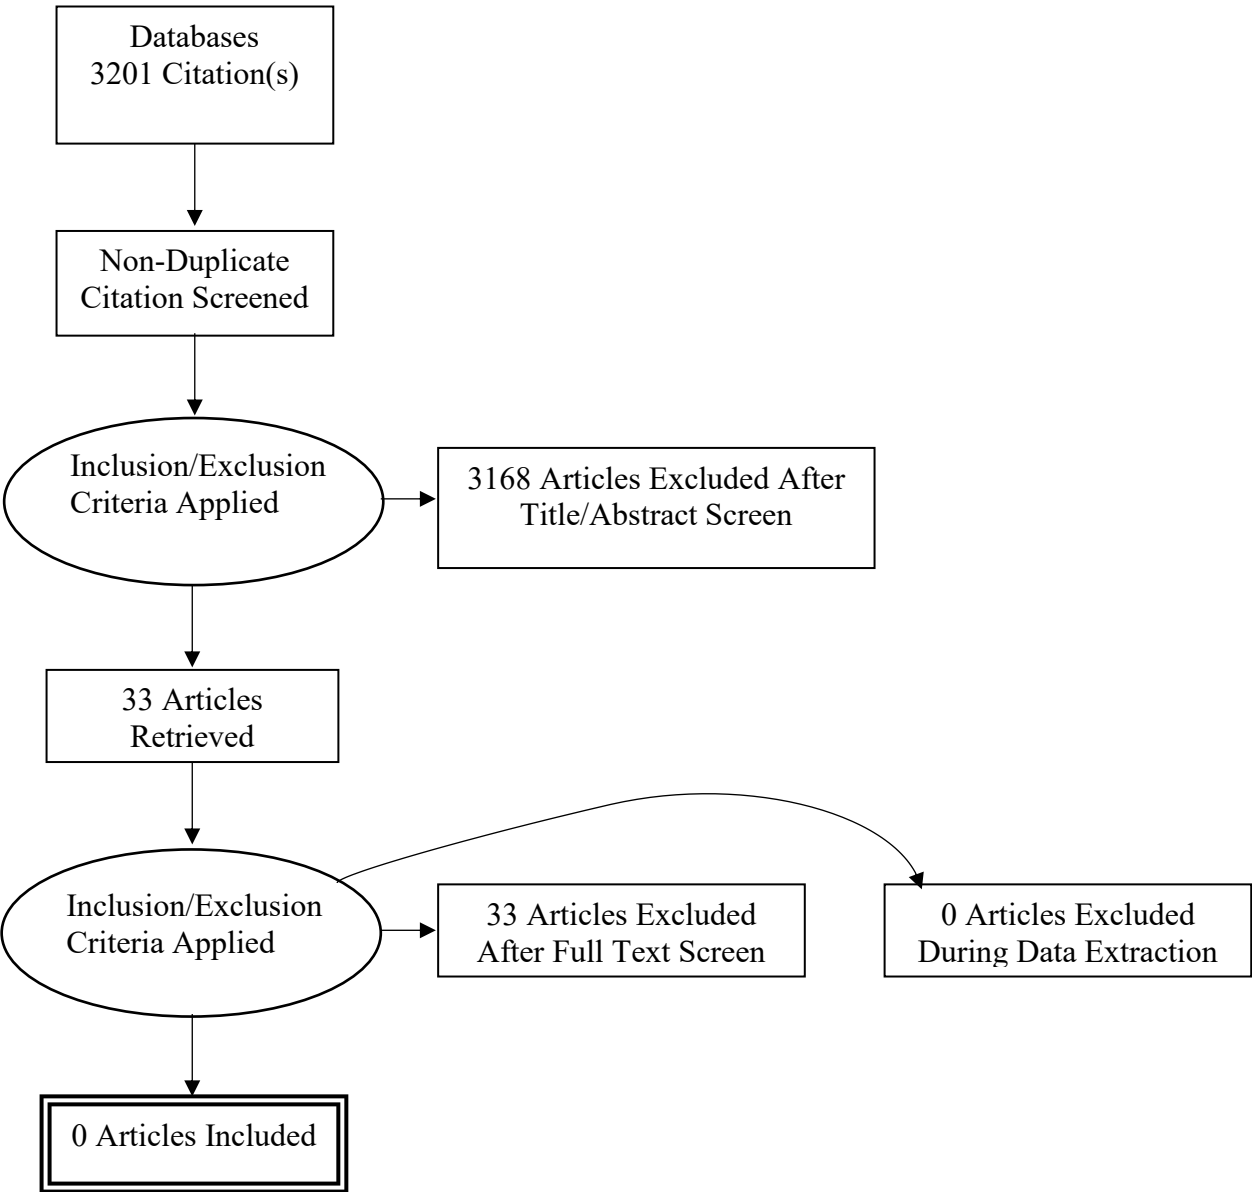 Databases
3201 Citation(s)
Non-Duplicate
Citation Screened
Inclusion/Exclusion
Criteria Applied
3168 Articles Excluded After
Title/Abstract Screen
33 Articles
Retrieved
Inclusion/Exclusion
Criteria Applied
33 Articles Excluded
After Full Text Screen
0 Articles Excluded
During Data Extraction
0 Articles Included